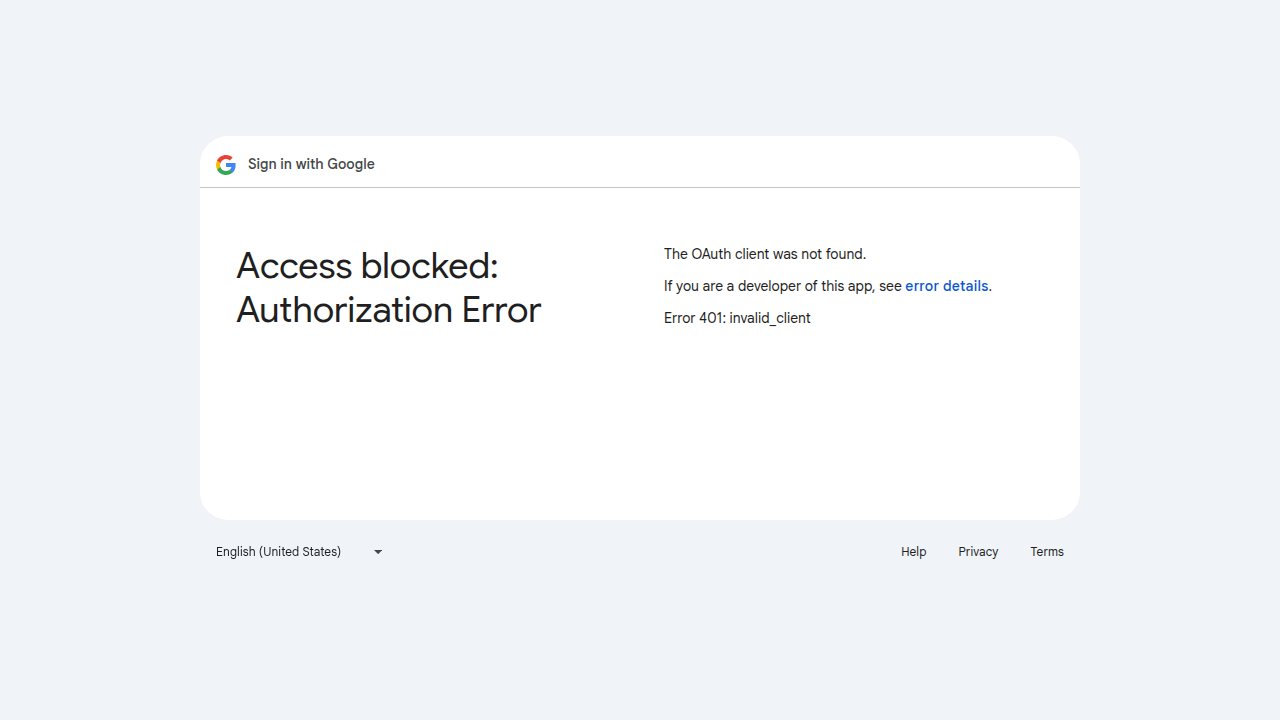 Sign in with Google
Access blocked:
Authorization Error
The OAuth client was not found.
If you are a developer of this app, see error details.
Error 401: invalid_client
English (United States)
Help
Privacy
Terms